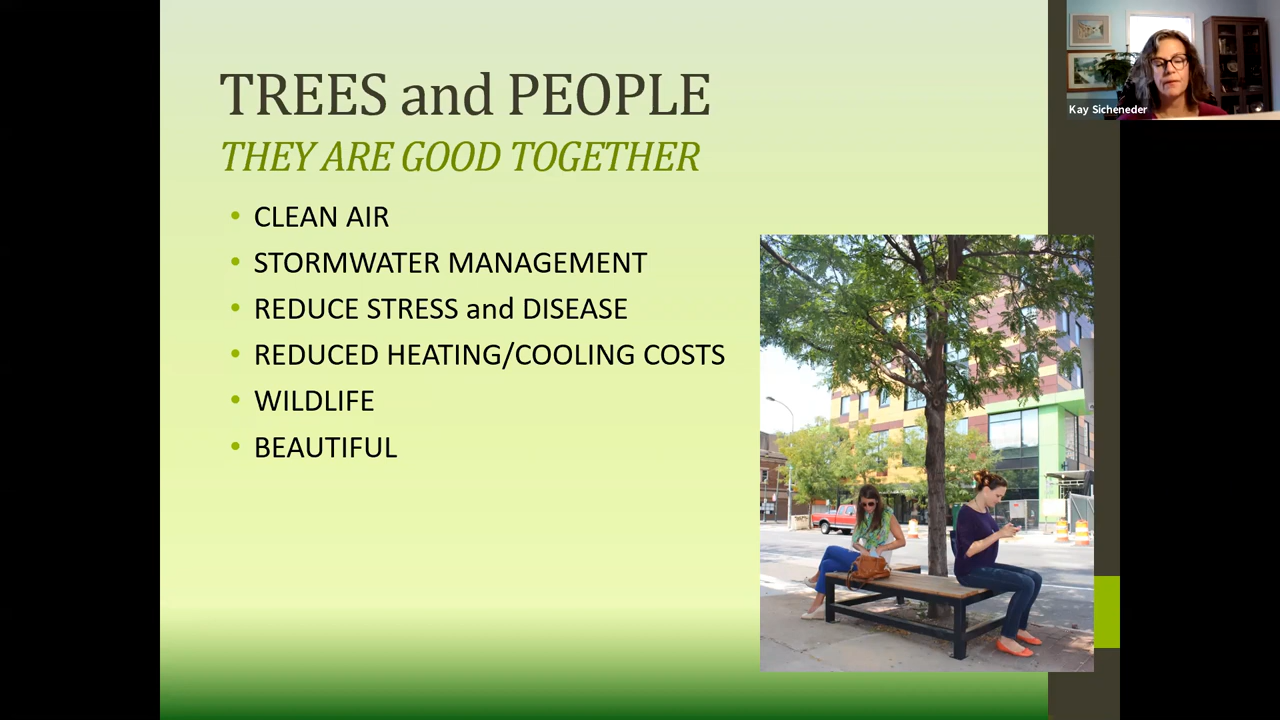 TREES and PEOPLE
THEY ARE GOOD TOGETHER
• CLEAN AIR
• STORMWATER MANAGEMENT
• REDUCE STRESS and DISEASE
• REDUCED HEATING/COOLING COSTS
• WILDLIFE
• BEAUTIFUL
Kay Sicheneder